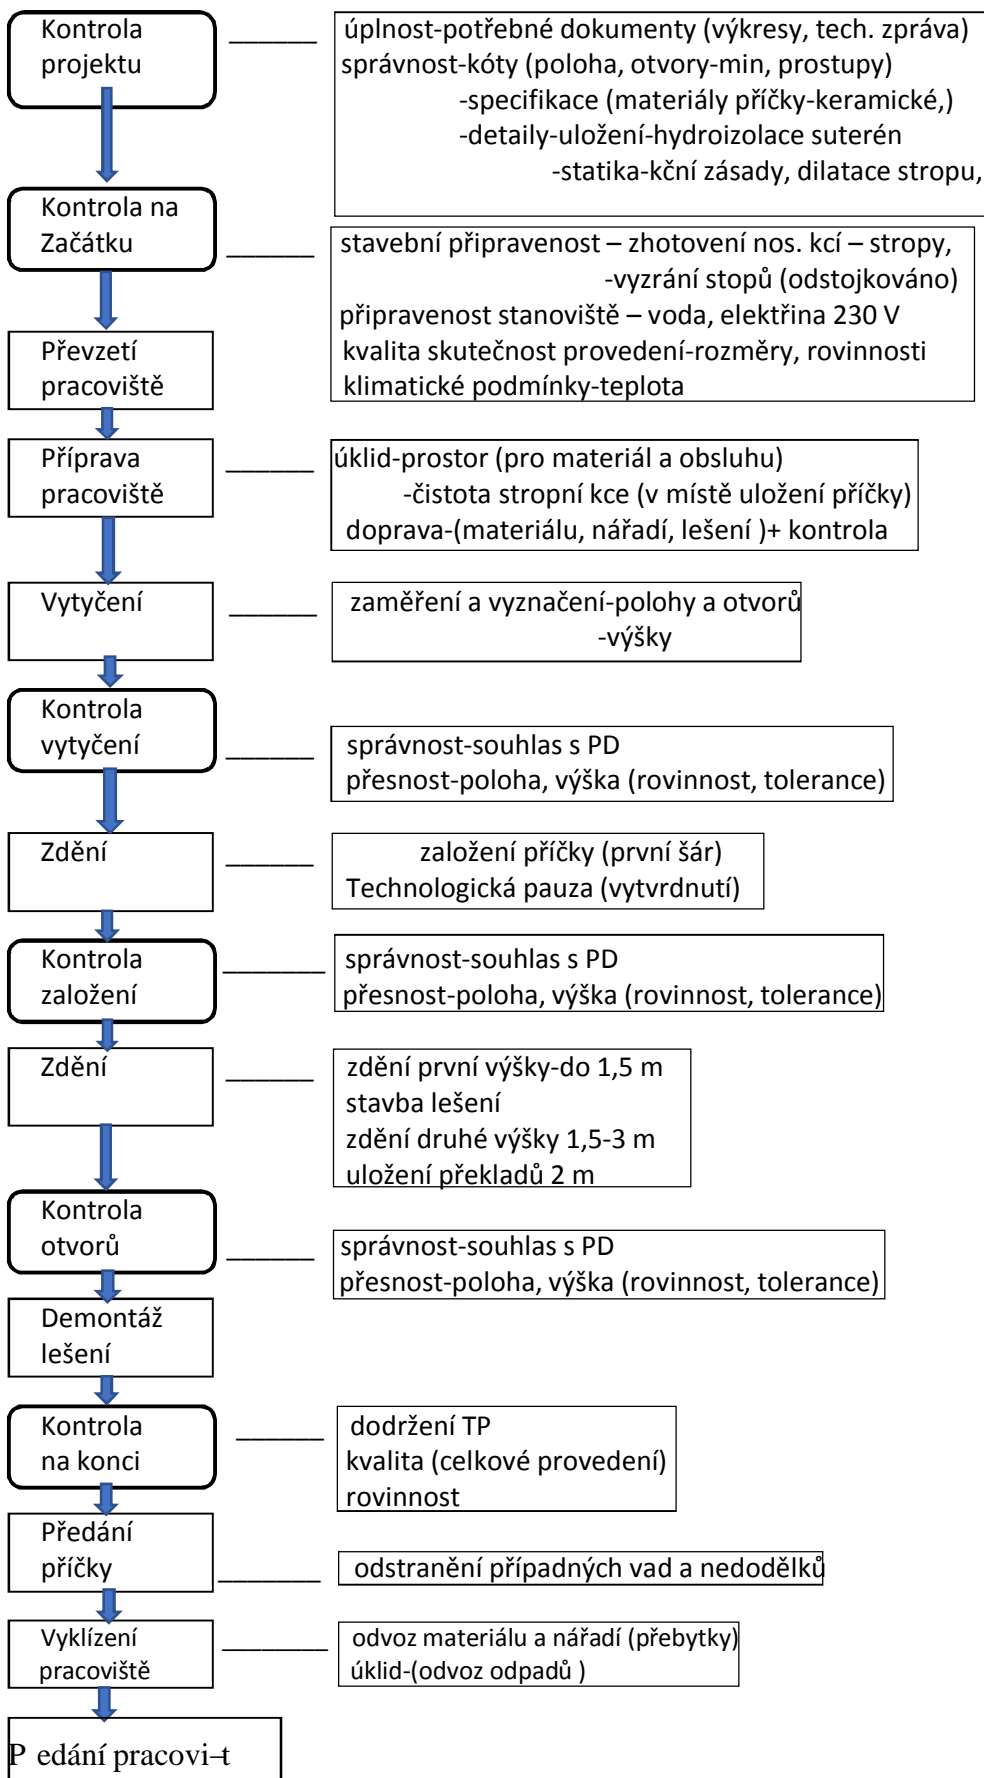 Kontrola
projektu
úplnost-potřebné dokumenty (výkresy, tech. zpráva)
správnost-kóty (poloha, otvory-min, prostupy)
-specifikace (materiály příčky-keramické,)
-detaily-uložení-hydroizolace suterén
-statika-kční zásady, dilatace stropu,
Kontrola na
Začátku
stavební připravenost – zhotovení nos. kcí – stropy,
-vyzrání stopů (odstojkováno)
připravenost stanoviště – voda, elektřina 230 V
kvalita skutečnost provedení-rozměry, rovinnosti
klimatické podmínky-teplota
Převzetí
pracoviště
Příprava
pracoviště
úklid-prostor (pro materiál a obsluhu)
-čistota stropní kce (v místě uložení příčky)
doprava-(materiálu, nářadí, lešení )+ kontrola
Vytyčení
zaměření a vyznačení-polohy a otvorů
-výšky
Kontrola
vytyčení
správnost-souhlas s PD
přesnost-poloha, výška (rovinnost, tolerance)
Zdění
založení příčky (první šár)
Technologická pauza (vytvrdnutí)
Kontrola
založení
správnost-souhlas s PD
přesnost-poloha, výška (rovinnost, tolerance)
Zdění
zdění první výšky-do 1,5 m
stavba lešení
zdění druhé výšky 1,5-3 m
uložení překladů 2 m
Kontrola
otvorů
správnost-souhlas s PD
přesnost-poloha, výška (rovinnost, tolerance)
Demontáž
lešení
Kontrola
na konci
dodržení TP
kvalita (celkové provedení)
rovinnost
Předání
příčky
odstranění případných vad a nedodělků
Vyklízení
pracoviště
odvoz materiálu a nářadí (přebytky)
úklid-(odvoz odpadů )
P edání pracovi–t